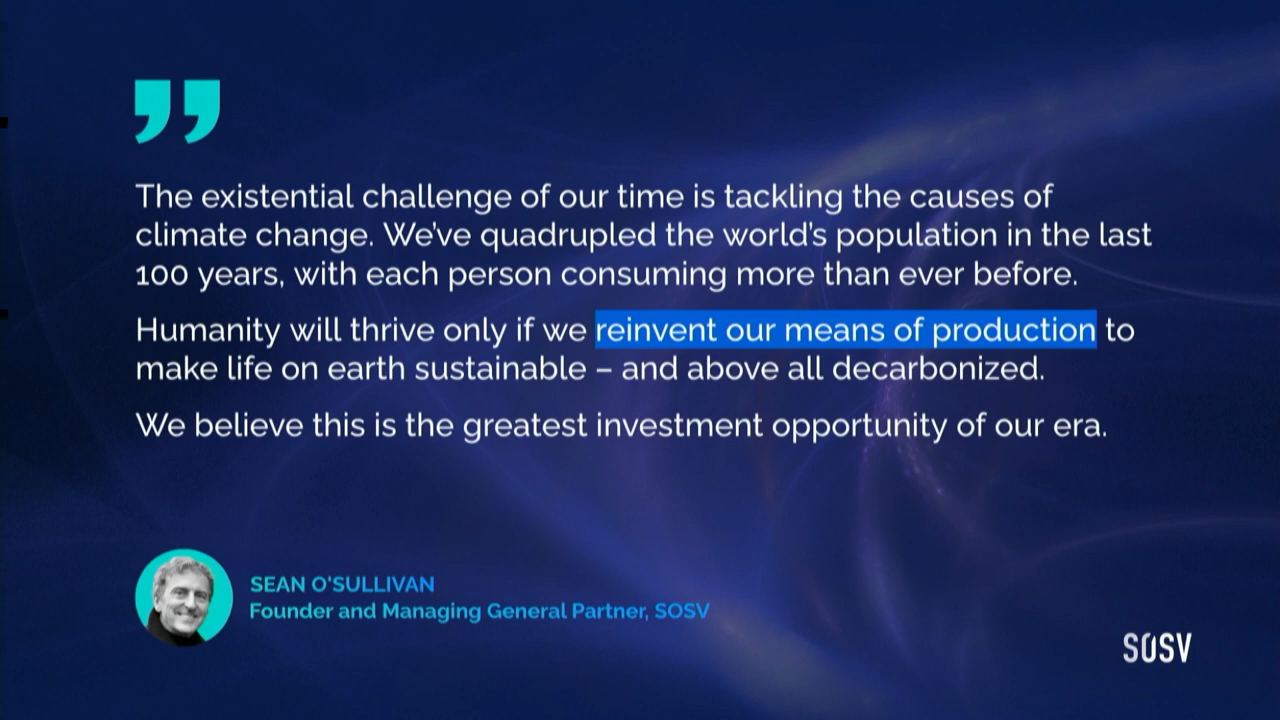 The existential challenge of our time is tackling the causes of
climate change. We've quadrupled the world's population in the last
100 years, with each person consuming more than ever before.
Humanity will thrive only if we reinvent our means of production to
make life on earth sustainable – and above all decarbonized.
We believe this is the greatest investment opportunity of our era.
SEAN O'SULLIVAN
Founder and Managing General Partner, SOSV
SOSV